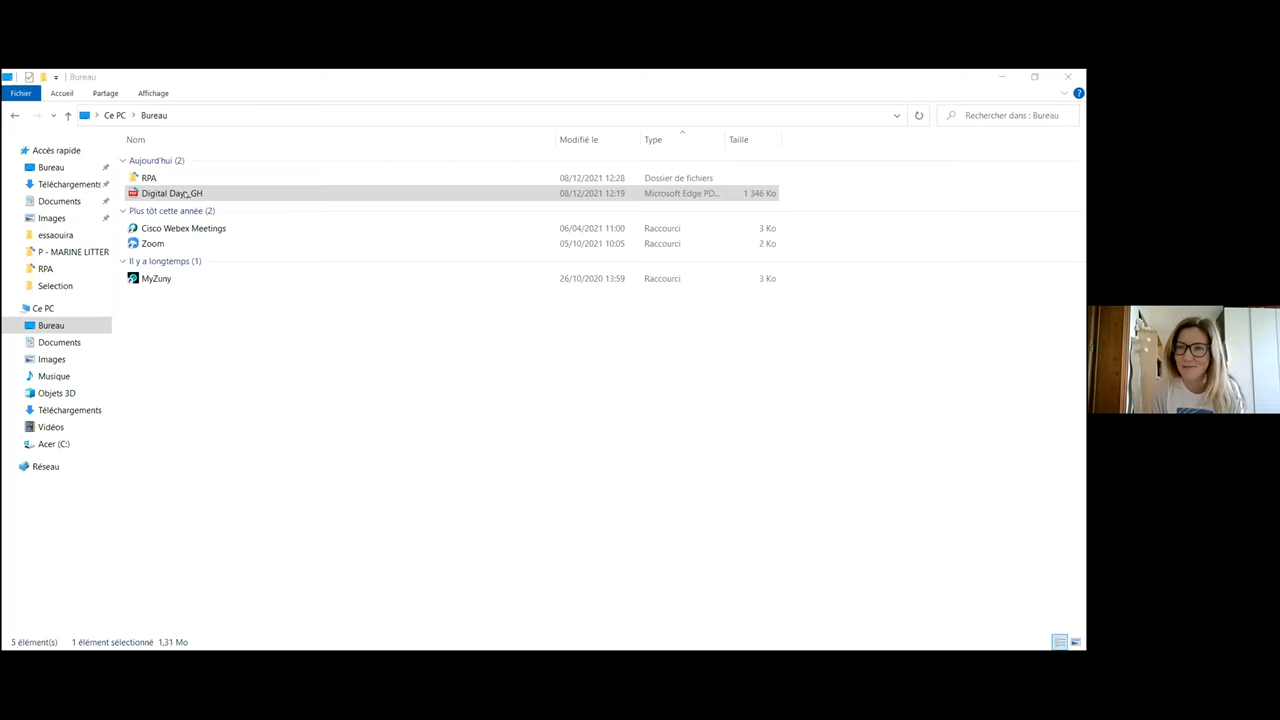 Bureau
Fichier Accueil Partage Affichage
Ce PC Bureau Rechercher dans : Bureau
Nom Modifié le Type Taille
Accès rapide
Bureau
Téléchargements
Documents
Images
essaouira
P - MARINE LITTER
RPA
Selection
Ce PC
Bureau
Documents
Images
Musique
Objets 3D
Téléchargements
Vidéos
Acer (C:)
Réseau
Aujourd'hui (2)
RPA 08/12/2021 12:28 Dossier de fichiers
Digital Day_GH 08/12/2021 12:19 Microsoft Edge PD... 1 346 Ko
Plus tôt cette année (2)
Cisco Webex Meetings 06/04/2021 11:00 Raccourci 3 Ko
Zoom 05/10/2021 10:05 Raccourci 2 Ko
Il y a longtemps (1)
MyZuny 26/10/2020 13:59 Raccourci 3 Ko
5 élément(s) 1 élément sélectionné 1,31 Mo